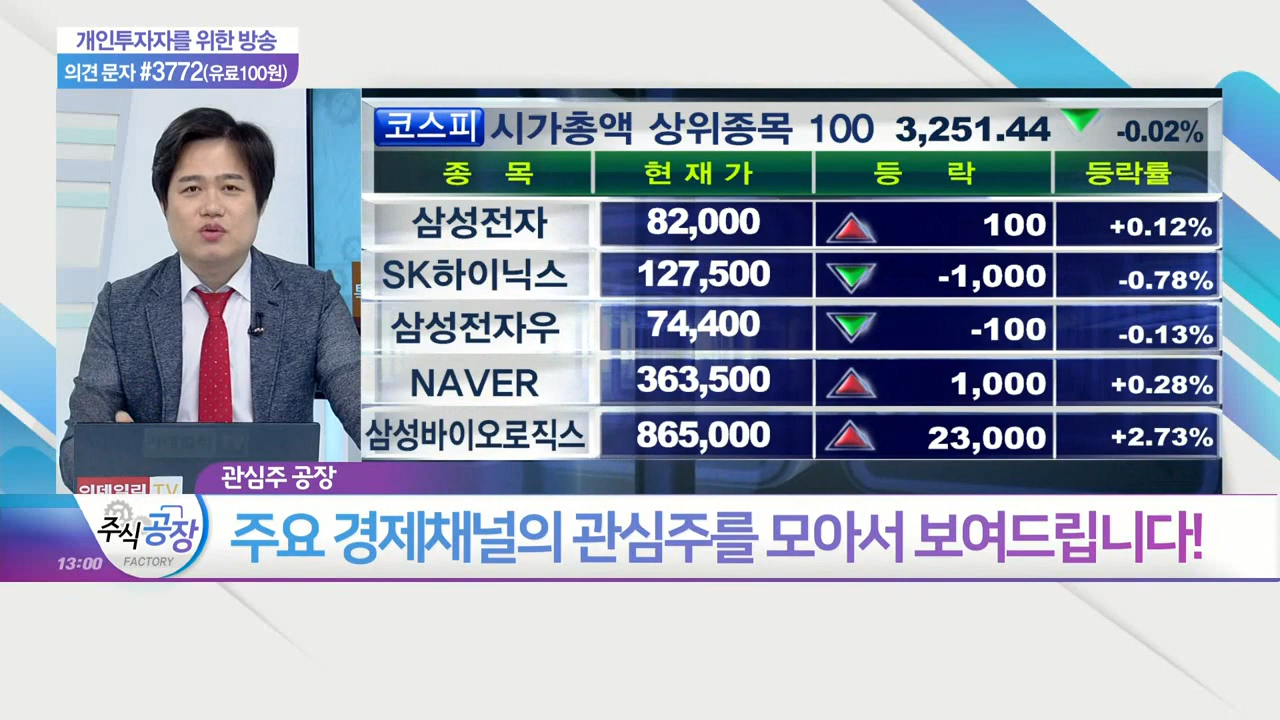 개인투자자를 위한 방송
의견 문자 #3772(유료100원)
코스피 시가총액 상위종목 100 3,251.44 -0.02%
종 목 현 재 가 등 락 등락률
삼성전자 82,000 100 +0.12%
SK하이닉스 127,500 -1,000 -0.78%
삼성전자우 74,400 -100 -0.13%
NAVER 363,500 1,000 +0.28%
삼성바이오로직스 865,000 23,000 +2.73%
관심주 공장
주식공장
FACTORY
13:00
주요 경제채널의 관심주를 모아서 보여드립니다!